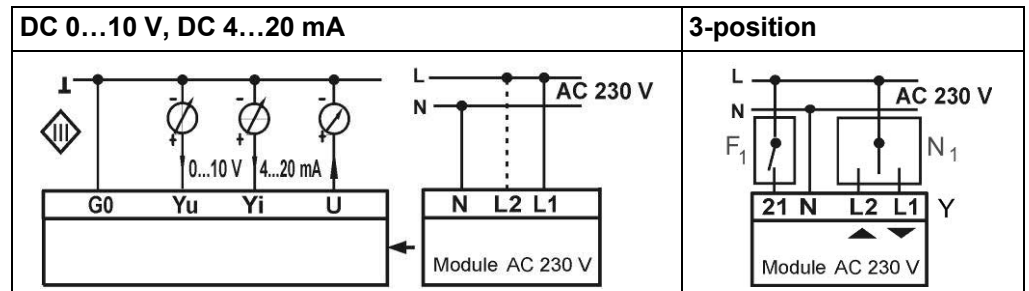 DC 0…10 V, DC 4…20 mA
3-position
⊥
L
N
AC 230 V
III
- - -
+ + +
0...10 V 4...20 mA
G0 Yu Yi U
N L2 L1
Module AC 230 V
L
N
AC 230 V
F1
N1
21 N L2 L1 Y
Module AC 230 V